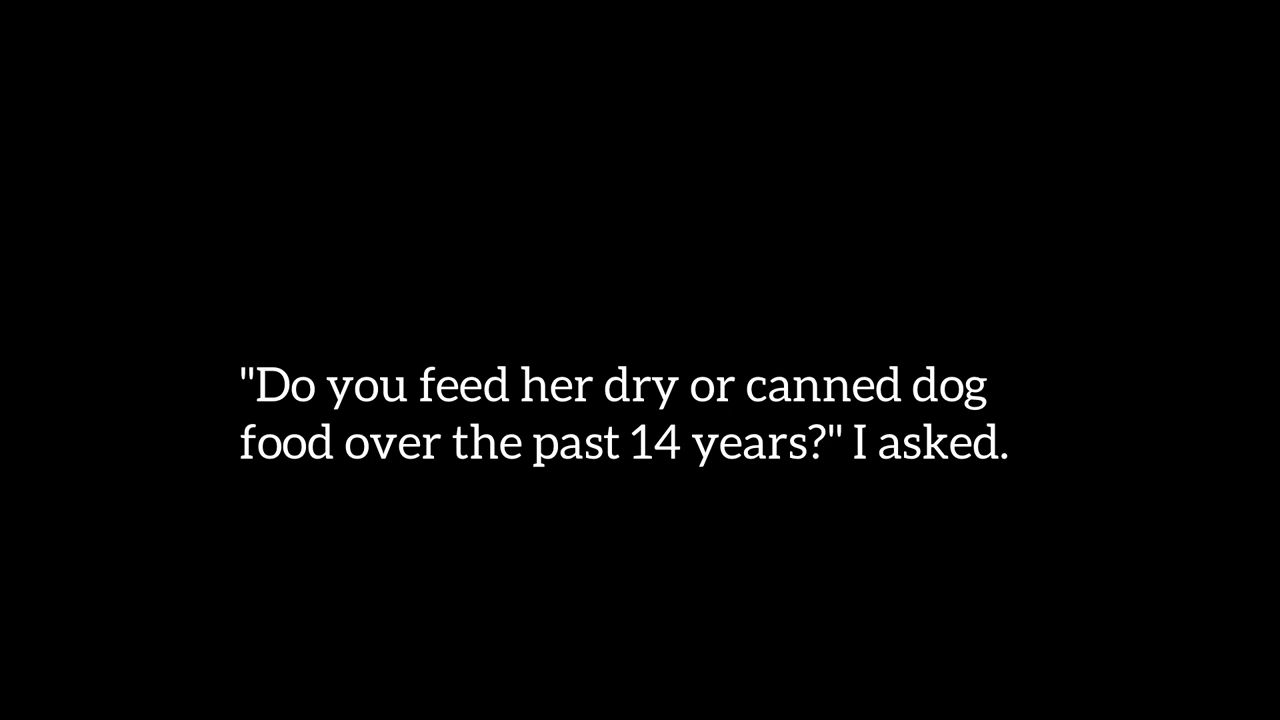 "Do you feed her dry or canned dog
food over the past 14 years?" I asked.